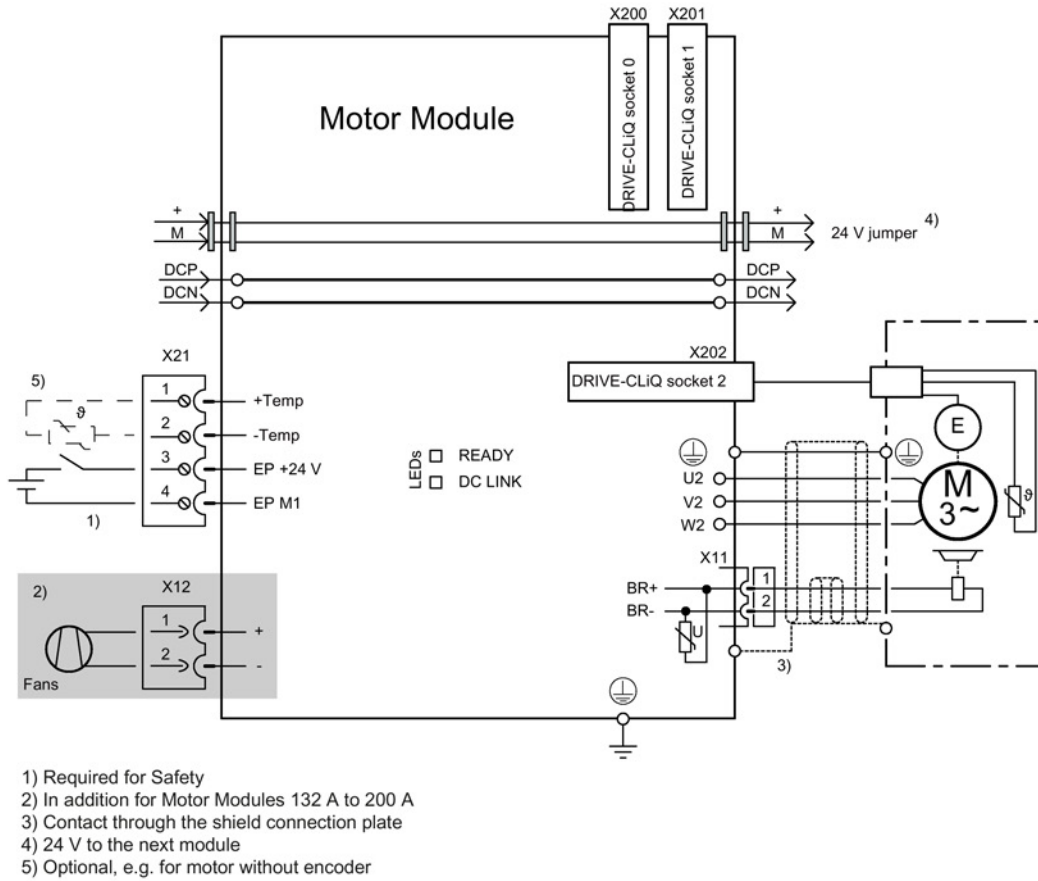 X200 X201
DRIVE-CLiQ socket 0
DRIVE-CLiQ socket 1
Motor Module
+ +
M M 24 V jumper 4)
DCP DCP
DCN DCN
X21 X202
DRIVE-CLiQ socket 2
5)
ϑ
1 +Temp
2 -Temp
3 EP +24 V
4 EP M1
1)
LEDs
READY
DC LINK
E
U2
V2
W2
M
3~
ϑ
X11
BR+ 1
BR- 2
U
3)
2) X12
1 +
2 -
Fans
1) Required for Safety
2) In addition for Motor Modules 132 A to 200 A
3) Contact through the shield connection plate
4) 24 V to the next module
5) Optional, e.g. for motor without encoder